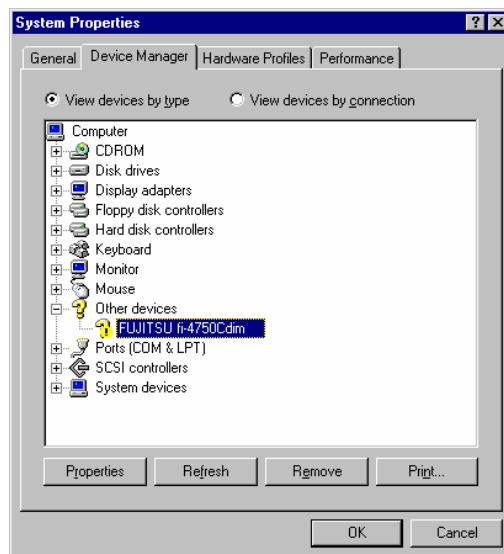 System Properties
General Device Manager Hardware Profiles Performance
View devices by type View devices by connection
Computer
CDROM
Disk drives
Display adapters
Floppy disk controllers
Hard disk controllers
Keyboard
Monitor
Mouse
Other devices
FUJITSU fi-4750Cdim
Ports (COM & LPT)
SCSI controllers
System devices
Properties Refresh Remove Print...
OK Cancel